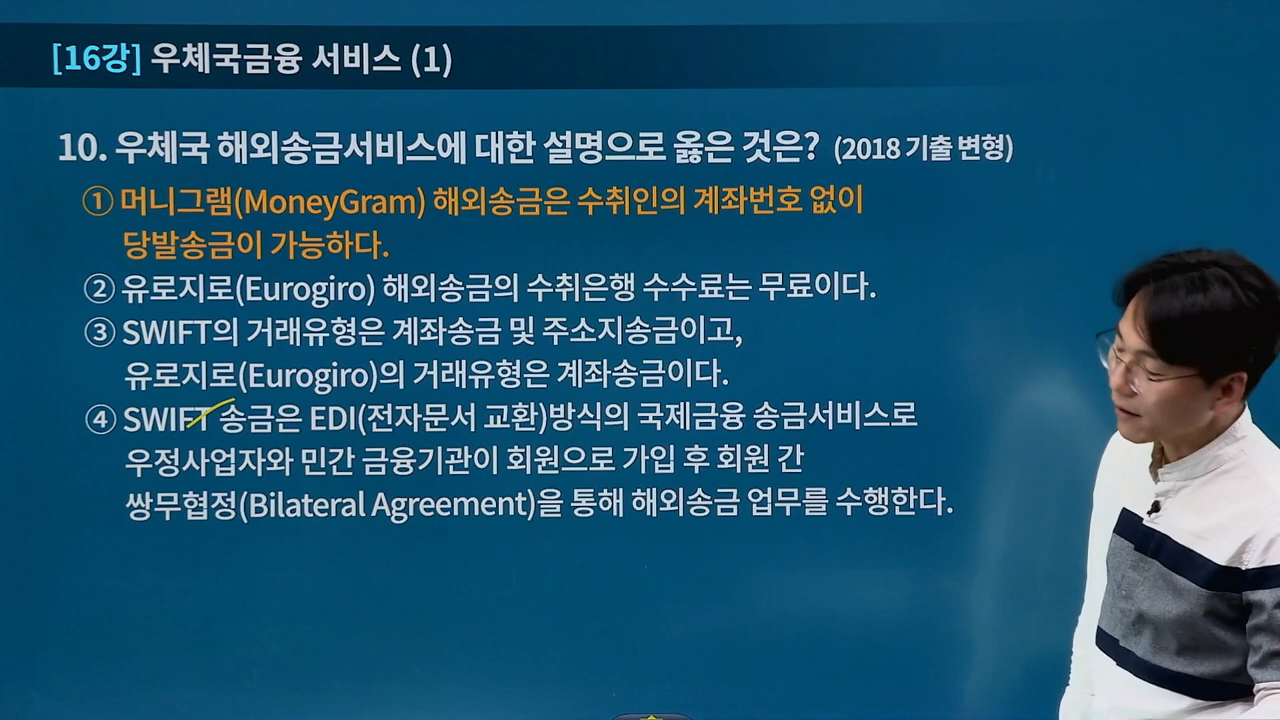 [16강] 우체국금융 서비스 (1)
10. 우체국 해외송금서비스에 대한 설명으로 옳은 것은? (2018 기출 변형)
① 머니그램(MoneyGram) 해외송금은 수취인의 계좌번호 없이
당발송금이 가능하다.
② 유로지로(Eurogiro) 해외송금의 수취은행 수수료는 무료이다.
③ SWIFT의 거래유형은 계좌송금 및 주소지송금이고,
유로지로(Eurogiro)의 거래유형은 계좌송금이다.
④ SWIFT 송금은 EDI(전자문서 교환)방식의 국제금융 송금서비스로
우정사업자와 민간 금융기관이 회원으로 가입 후 회원 간
쌍무협정(Bilateral Agreement)을 통해 해외송금 업무를 수행한다.